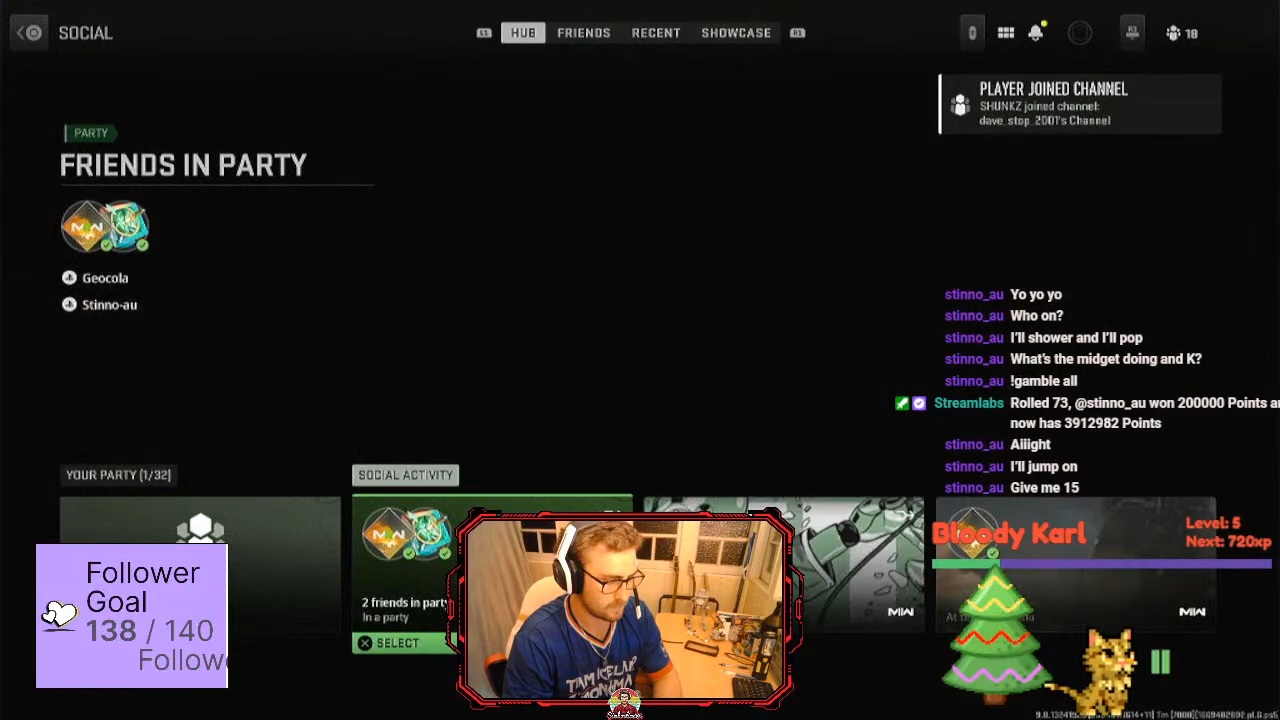 SOCIAL
HUB
FRIENDS
RECENT
SHOWCASE
18
PLAYER JOINED CHANNEL
SHUNKZ joined channel:
dave_stop_2001's Channel
PARTY
FRIENDS IN PARTY
Geocola
Stinno-au
stinno_au Yo yo yo
stinno_au Who on?
stinno_au I'll shower and I'll pop
stinno_au What's the midget doing and K?
stinno_au !gamble all
Streamlabs Rolled 73, @stinno_au won 200000 Points
now has 3912982 Points
stinno_au Aiiight
stinno_au I'll jump on
stinno_au Give me 15
YOUR PARTY (1/32)
SOCIAL ACTIVITY
2 friends in party
In a party
SELECT
MW
MW
Bloody Karl
Level: 5
Next: 720xp
Follower
Goal
138 / 140
TEAM ICELAND